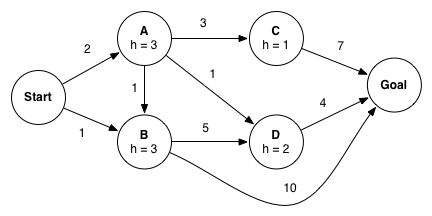 A
h = 3
C
h = 1
Start
Goal
B
h = 3
D
h = 2
2
3
7
1
1
1
5
4
10